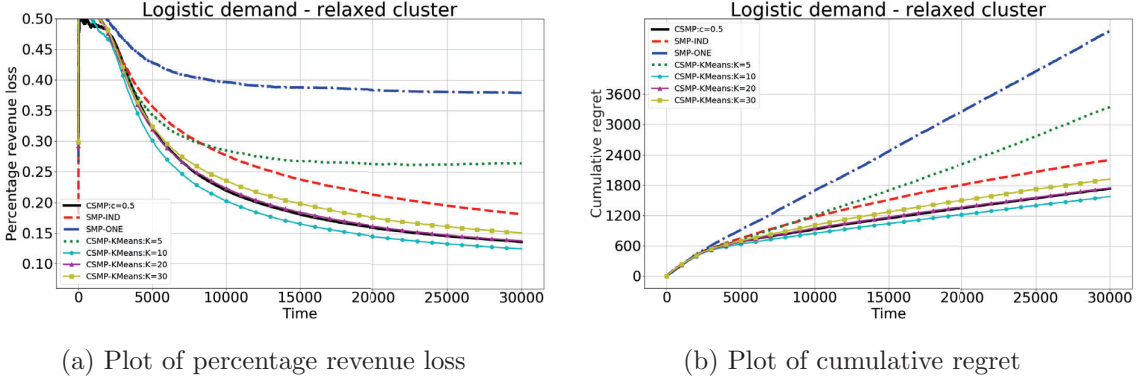 Logistic demand - relaxed cluster
0.50
0.45
0.40
0.35
0.30
0.25
0.20
0.15
0.10
Percentage revenue loss
CSMP:c=0.5
SMP-IND
SMP-ONE
CSMP-KMeans:K=5
CSMP-KMeans:K=10
CSMP-KMeans:K=20
CSMP-KMeans:K=30
0 5000 10000 15000 20000 25000 30000
Time
(a) Plot of percentage revenue loss
Logistic demand - relaxed cluster
CSMP:c=0.5
SMP-IND
SMP-ONE
CSMP-KMeans:K=5
CSMP-KMeans:K=10
CSMP-KMeans:K=20
CSMP-KMeans:K=30
3600
3000
2400
1800
1200
600
0
Cumulative regret
0 5000 10000 15000 20000 25000 30000
Time
(b) Plot of cumulative regret